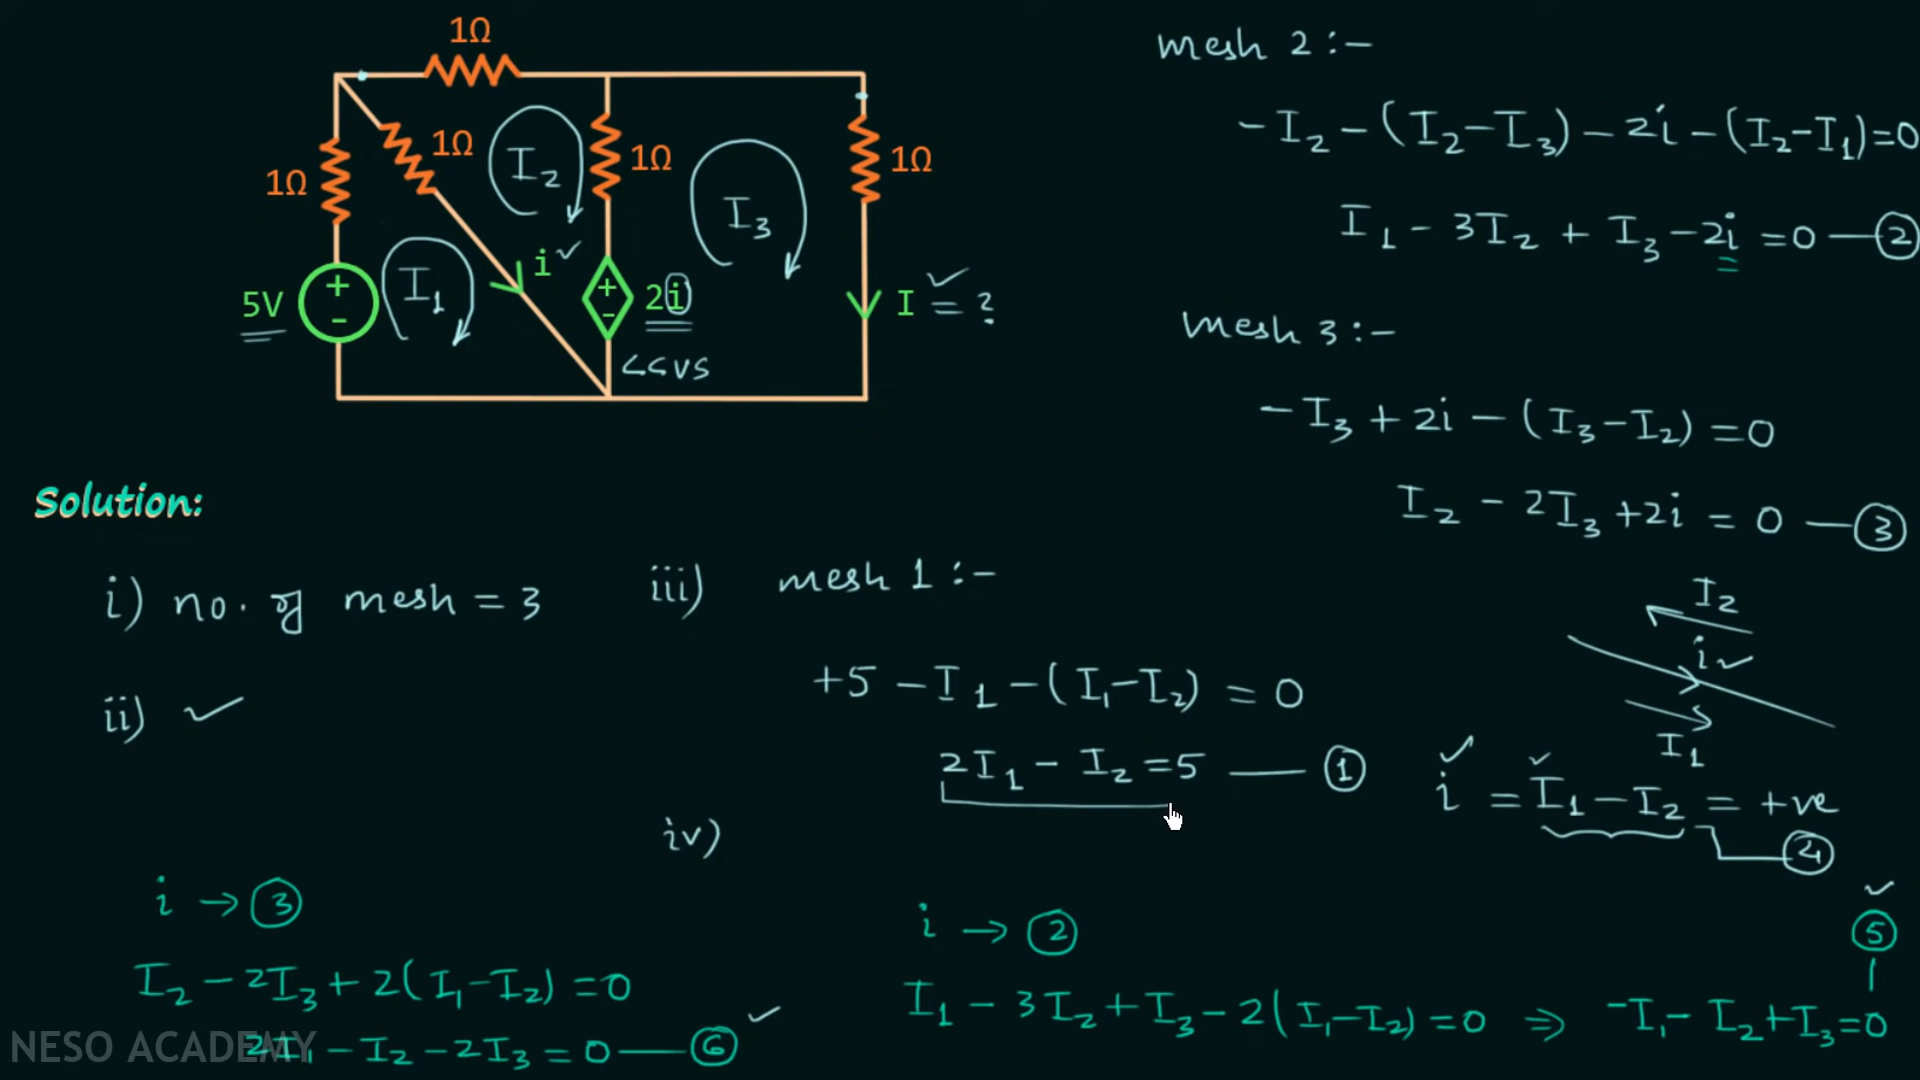 1Ω
1Ω
1Ω
1Ω
1Ω
5V
+
-
I₁
I₂
I₃
i ✓
+
-
2i
CCVS
I = ?
Solution:
i) no. of mesh = 3
ii) ✓
iii) mesh 1 :-
+5 - I₁ - (I₁-I₂) = 0
2I₁ - I₂ = 5 — ①
iv)
mesh 2 :-
-I₂ - (I₂-I₃) - 2i - (I₂-I₁) = 0
I₁ - 3I₂ + I₃ - 2i = 0 — ②
mesh 3 :-
-I₃ + 2i - (I₃-I₂) = 0
I₂ - 2I₃ + 2i = 0 — ③
I₂
i ✓
I₁
i = I₁ - I₂ = +ve
④
i → ③
I₂ - 2I₃ + 2(I₁-I₂) = 0
2I₁ - I₂ - 2I₃ = 0 — ⑥
i → ②
I₁ - 3I₂ + I₃ - 2(I₁-I₂) = 0 ⇒ -I₁ - I₂ + I₃ = 0
⑤
NESO ACADEMY